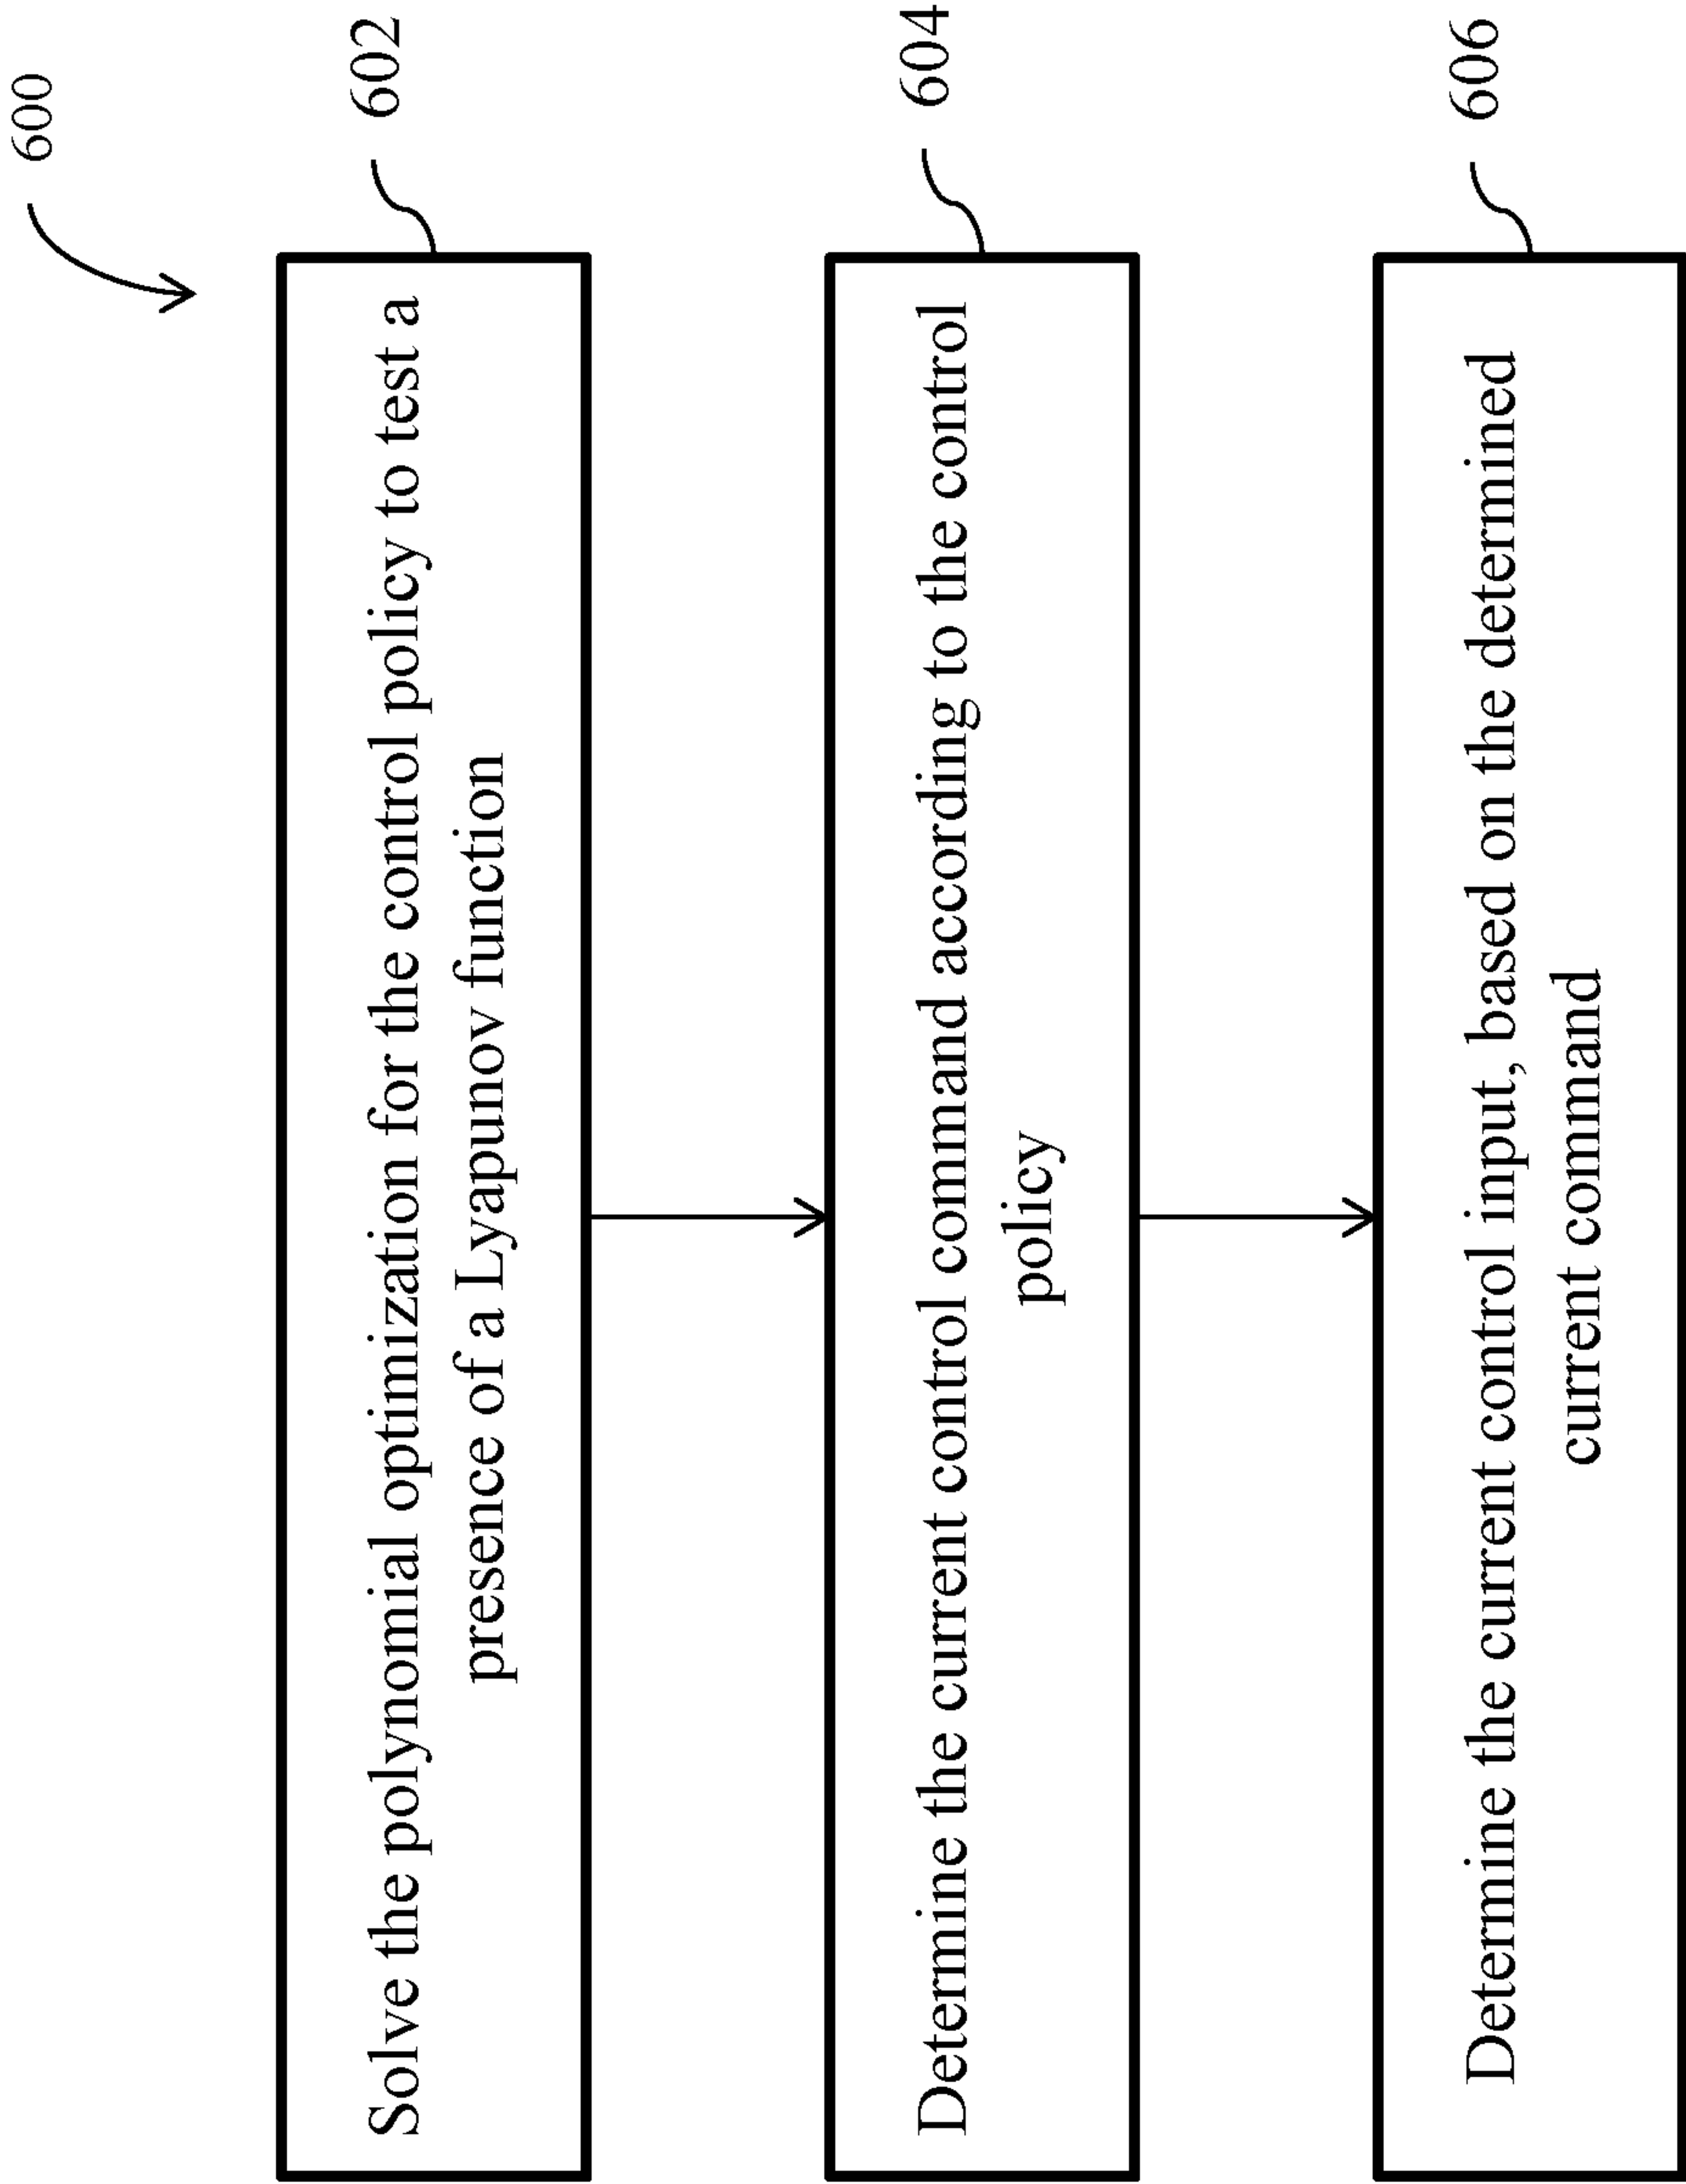 600
Solve the polynomial optimization for the control policy to test a
presence of a Lyapunov function
602
Determine the current control command according to the control
policy
604
Determine the current control input, based on the determined
current command
606